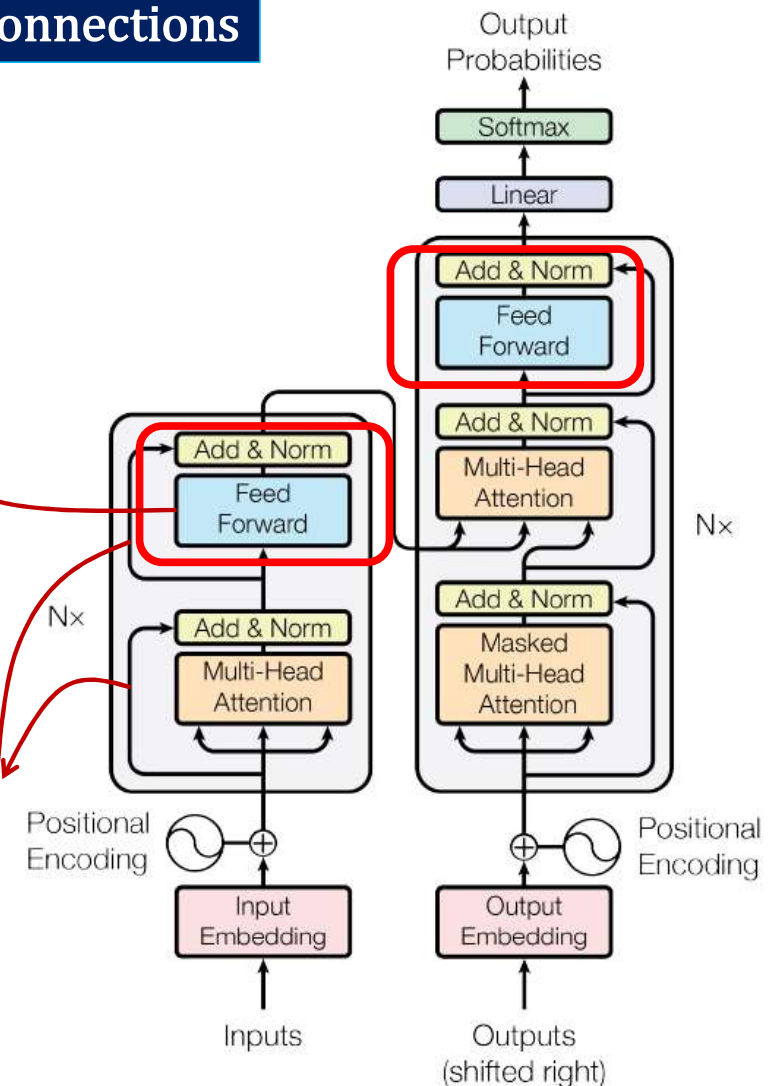 onnections
Output
Probabilities
Softmax
Linear
Add & Norm
Feed
Forward
Add & Norm
Multi-Head
Attention
Nx
Add & Norm
Masked
Multi-Head
Attention
Positional
Encoding
Output
Embedding
Outputs
(shifted right)
Add & Norm
Feed
Forward
Nx
Add & Norm
Multi-Head
Attention
Positional
Encoding
Input
Embedding
Inputs